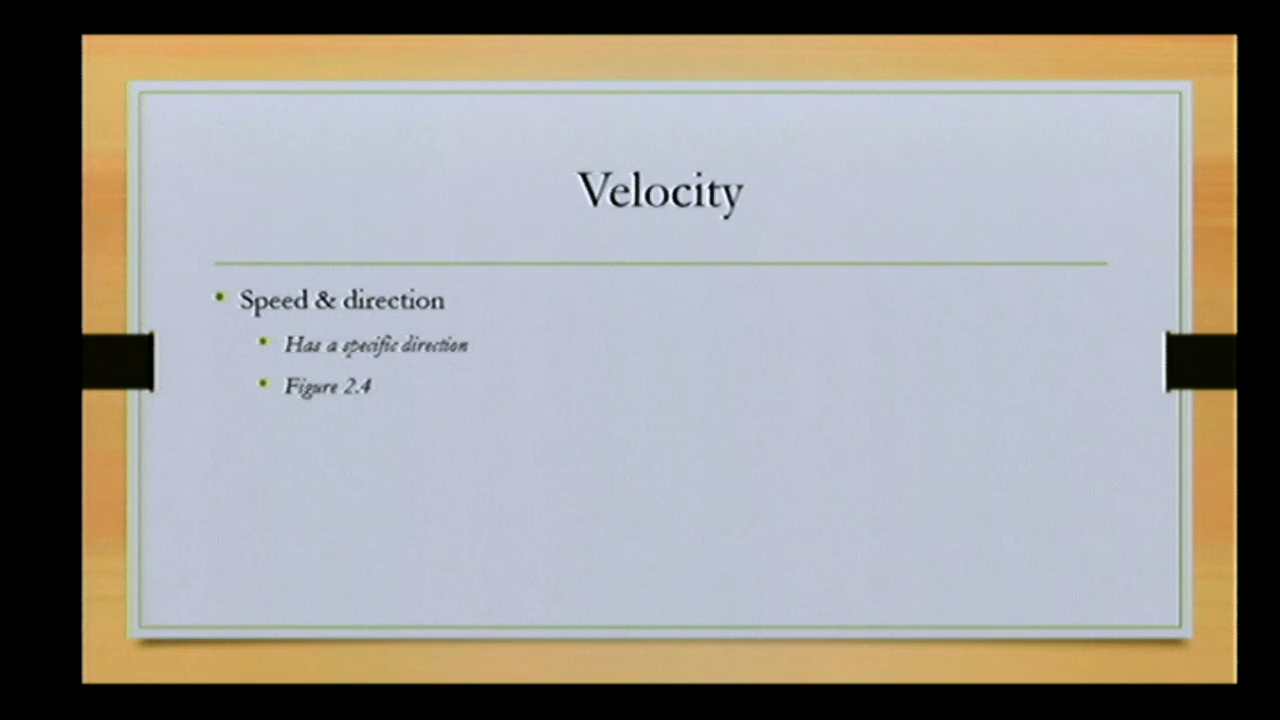 Velocity
Speed & direction
Has a specific direction
Figure 2.4